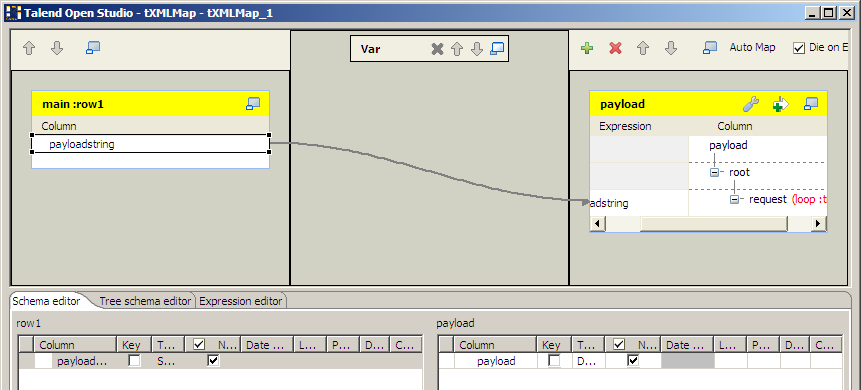 Talend Open Studio - tXMLMap - tXMLMap_1
Var
Auto Map
Die on E
main :row1
Column
payloadstring
payload
Expression Column
payload
root
request (loop :t
adstring
Schema editor Tree schema editor Expression editor
row1
Column Key T... N... Date ... L... P... D... C...
payload... S...
payload
Column Key T... N... Date ... L... P... D... C...
payload D...